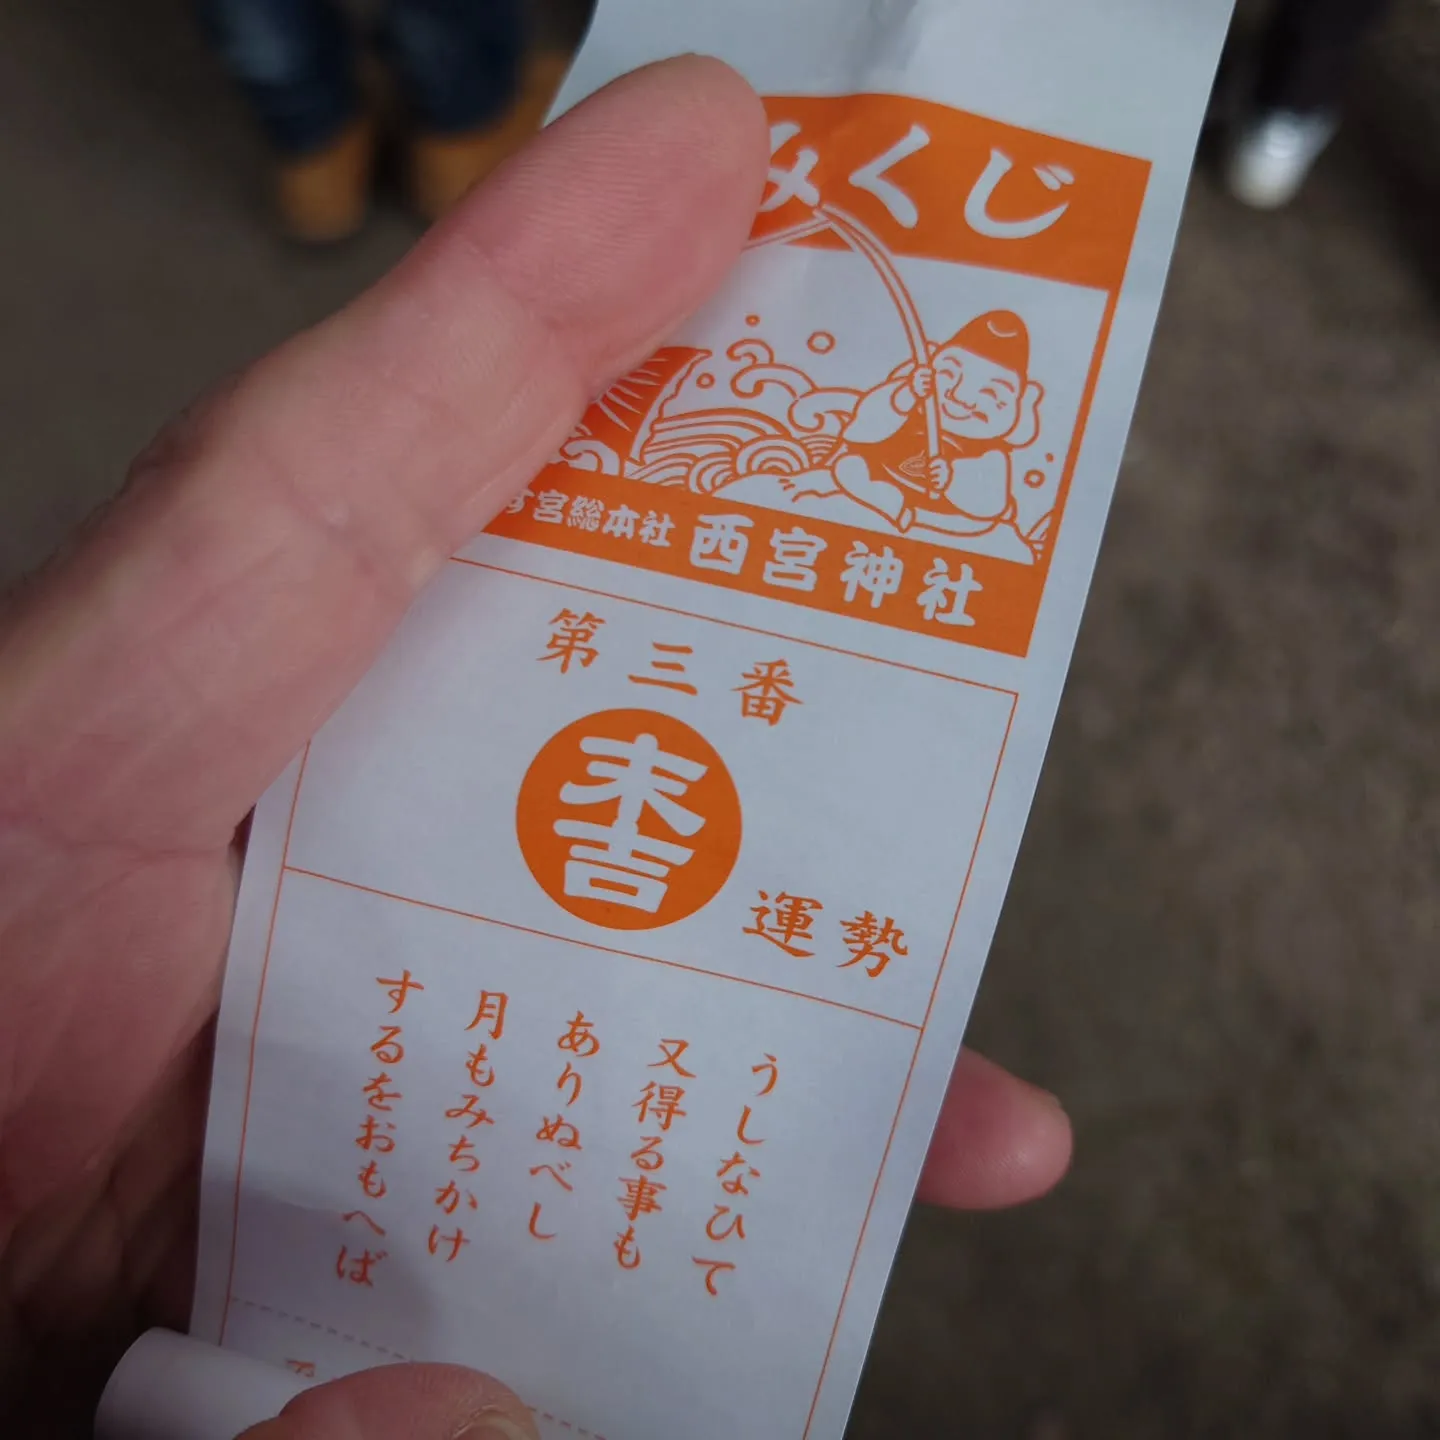 みくじ
す宮総本社 西宮神社
第三番
末吉
運勢
うしなひて
又得る事も
ありぬべし
月もみちかけ
するをおもへば